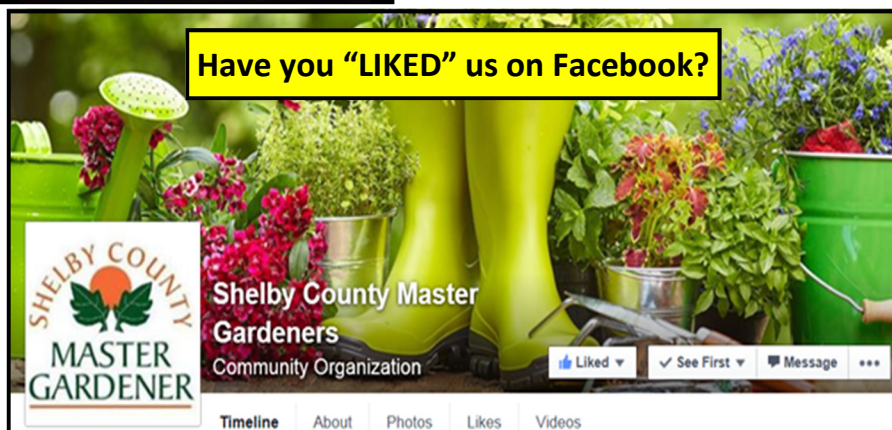 Have you “LIKED” us on Facebook?
SHELBY COUNTY
MASTER
GARDENER
Shelby County Master
Gardeners
Community Organization
Liked
See First
Message
Timeline About Photos Likes Videos